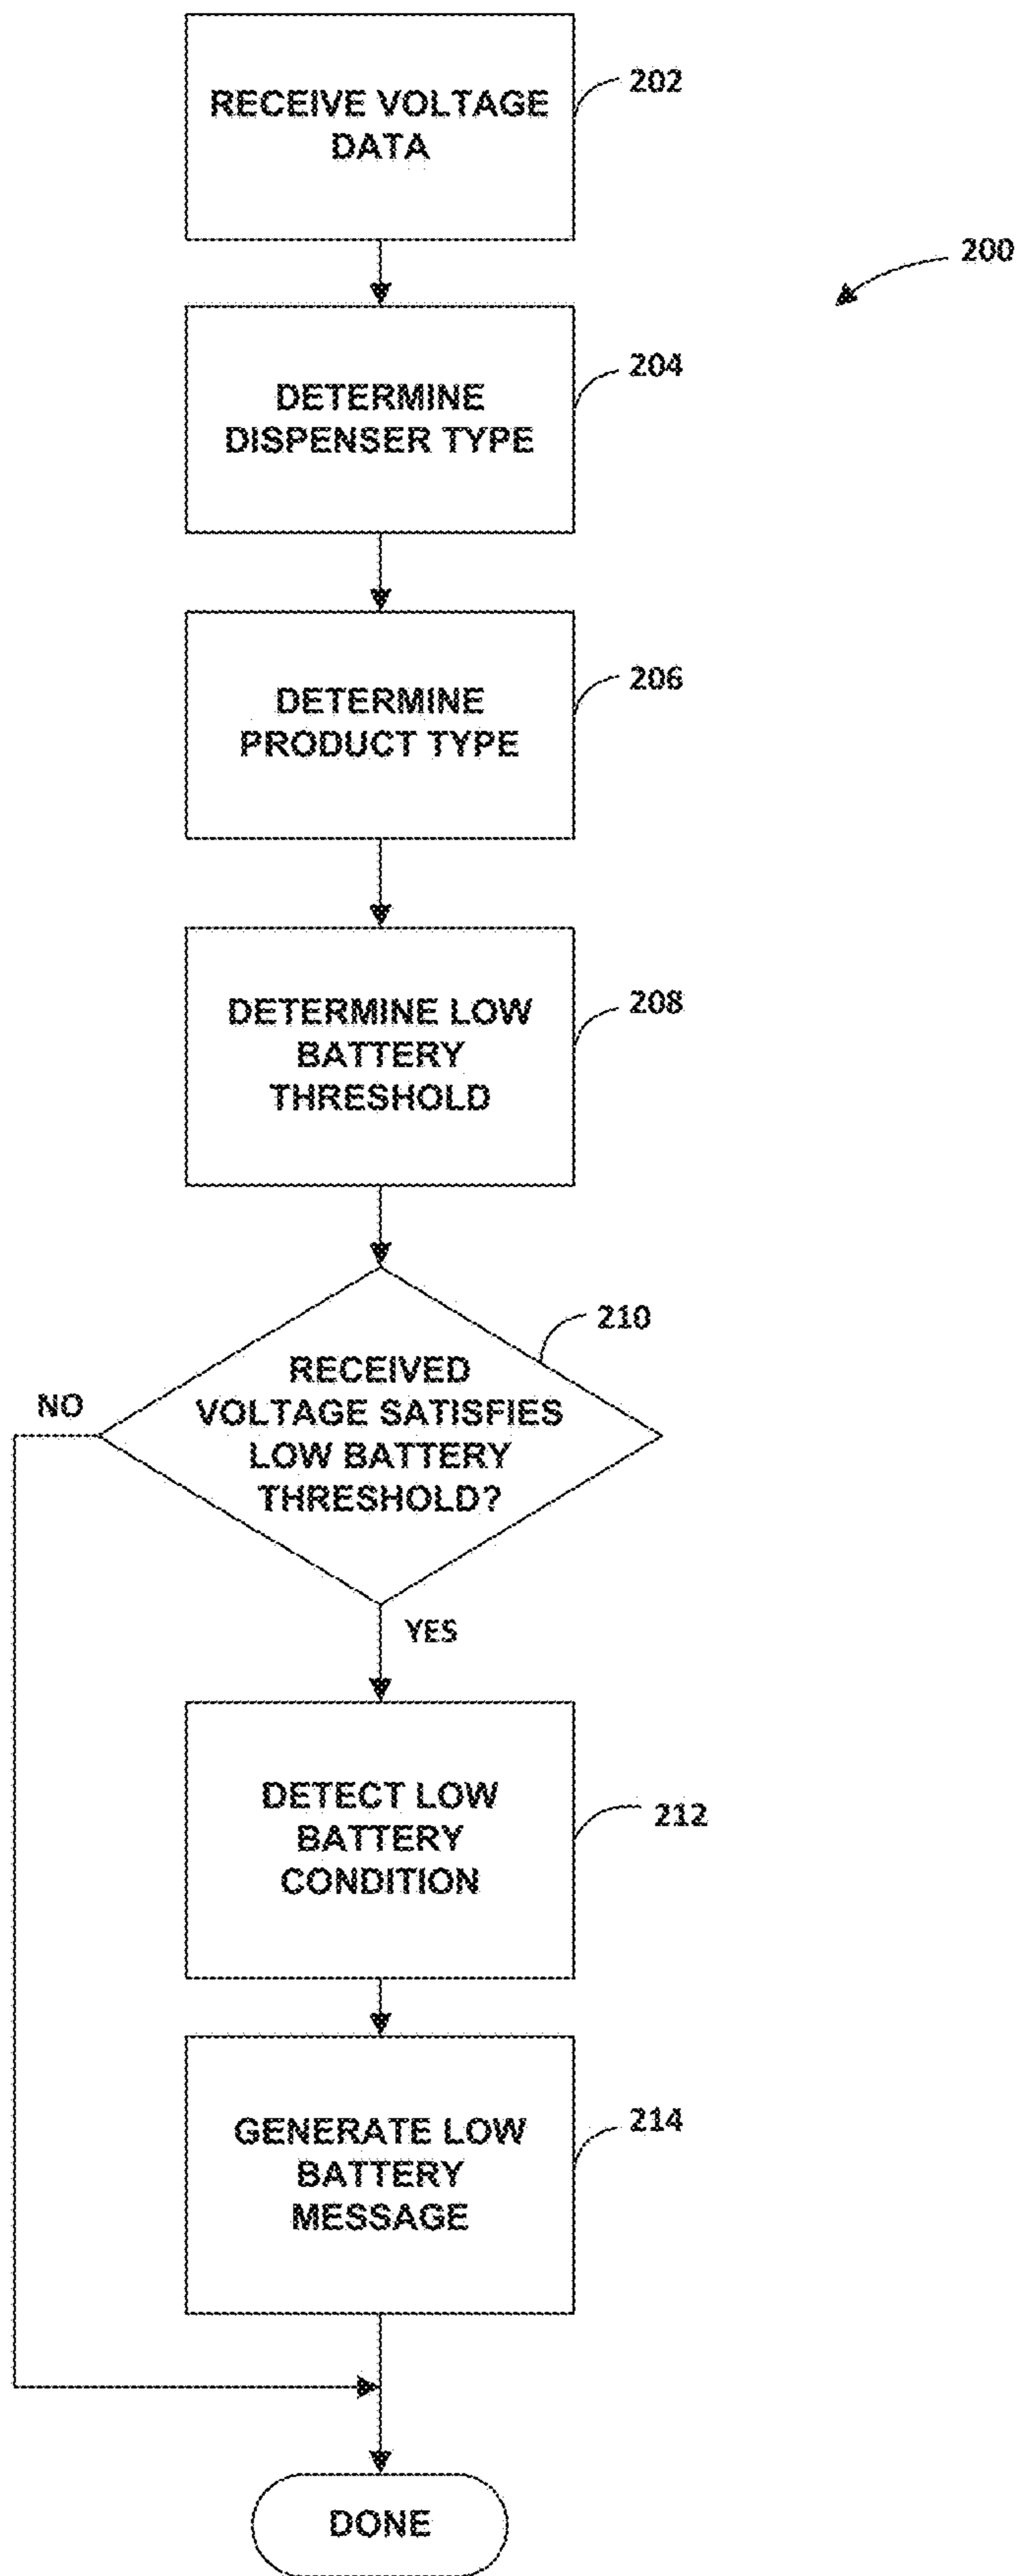 RECEIVE VOLTAGE
DATA
202
200
DETERMINE
DISPENSER TYPE
204
DETERMINE
PRODUCT TYPE
206
DETERMINE LOW
BATTERY
THRESHOLD
208
RECEIVED
VOLTAGE SATISFIES
LOW BATTERY
THRESHOLD?
210
NO
YES
DETECT LOW
BATTERY
CONDITION
212
GENERATE LOW
BATTERY
MESSAGE
214
DONE